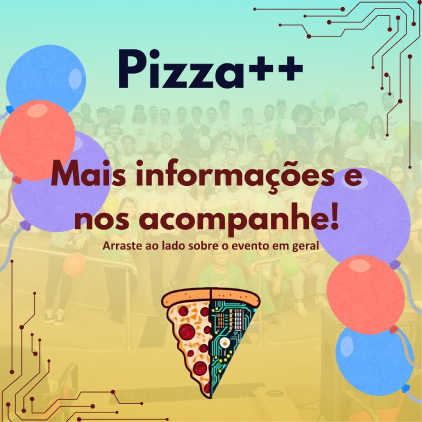 Pizza++
Mais informações e
nos acompanhe!
Arraste ao lado sobre o evento em geral